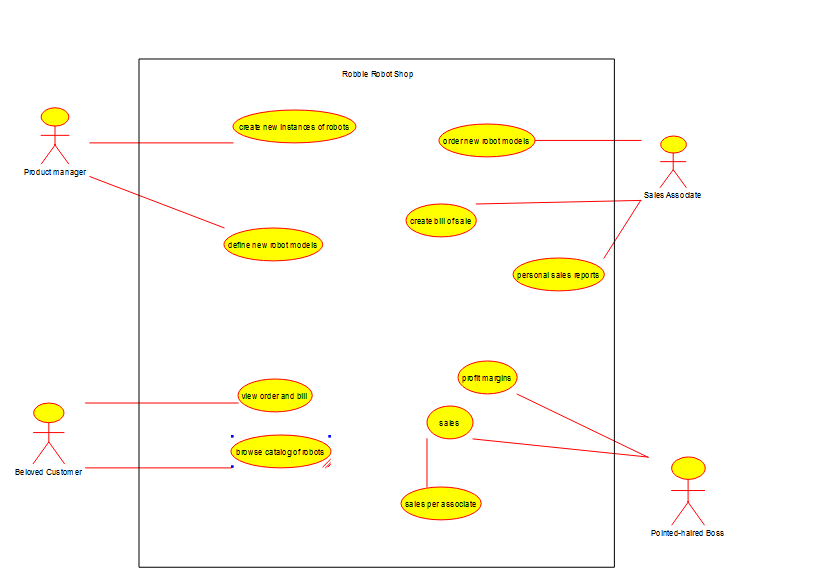 Robbie Robot Shop
create new instances of robots
order new robot models
Product manager
Sales Associate
create bill of sale
define new robot models
personal sales reports
profit margins
view order and bill
sales
browse catalog of robots
Beloved Customer
sales per associate
Pointed-haired Boss